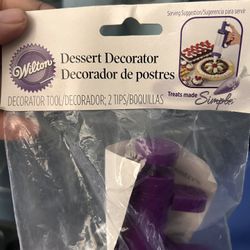 Serving Suggestion/Sugerencia para servir
Wilton
Dessert Decorator
Decorador de postres
DECORATOR TOOL/DECORADOR; 2 TIPS/BOQUILLAS
Treats made
Simple